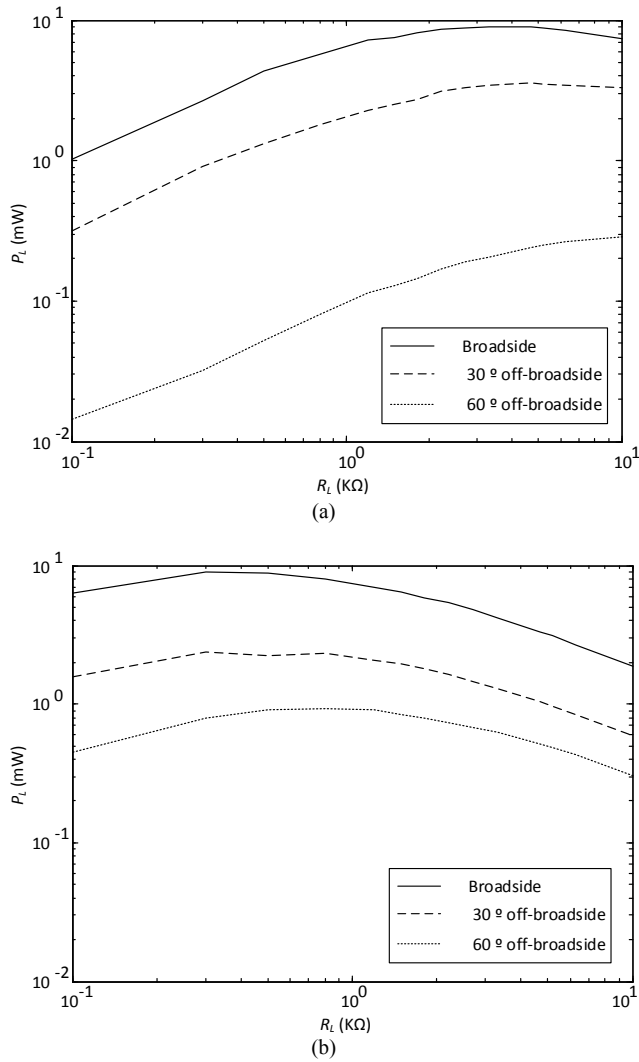 10^1
10^0
10^-1
10^-2
P_L (mW)
Broadside
30 º off-broadside
60 º off-broadside
10^-1
10^0
10^1
R_L (KΩ)
(a)
10^1
10^0
10^-1
10^-2
P_L (mW)
Broadside
30 º off-broadside
60 º off-broadside
10^-1
10^0
10^1
R_L (KΩ)
(b)